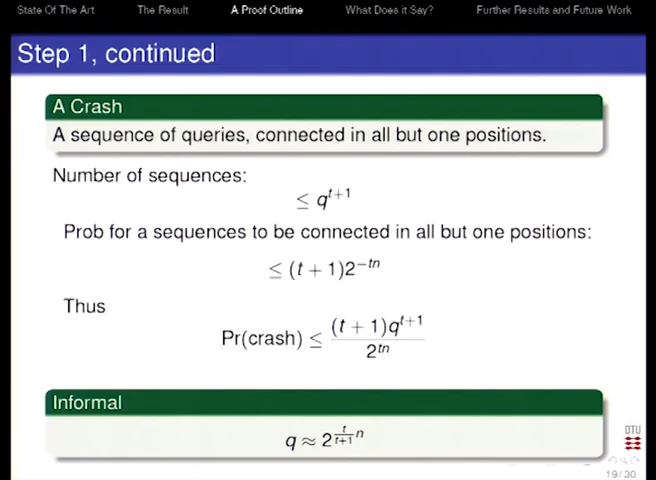 State Of The Art The Result A Proof Outline What Does it Say? Further Results and Future Work
Step 1, continued
A Crash
A sequence of queries, connected in all but one positions.
Number of sequences:
≤ q^{t+1}
Prob for a sequences to be connected in all but one positions:
≤ (t + 1)2^{-tn}
Thus
Pr(crash) ≤ \frac{(t + 1)q^{t+1}}{2^{tn}}
Informal
q ≈ 2^{\frac{t}{t+1}n}
DTU
19/30